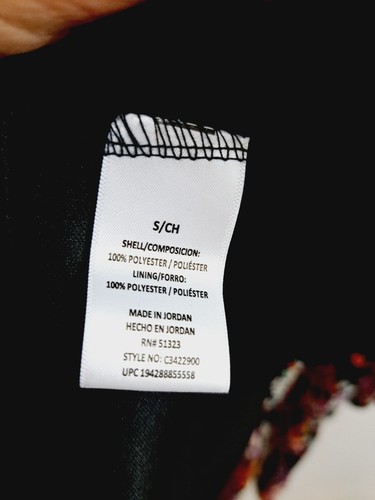 S/CH
SHELL/COMPOSICION:
100% POLYESTER / POLIÉSTER
LINING/FORRO:
100% POLYESTER / POLIÉSTER
MADE IN JORDAN
HECHO EN JORDAN
RN# 51323
STYLE NO: C3422900
UPC 194288855558